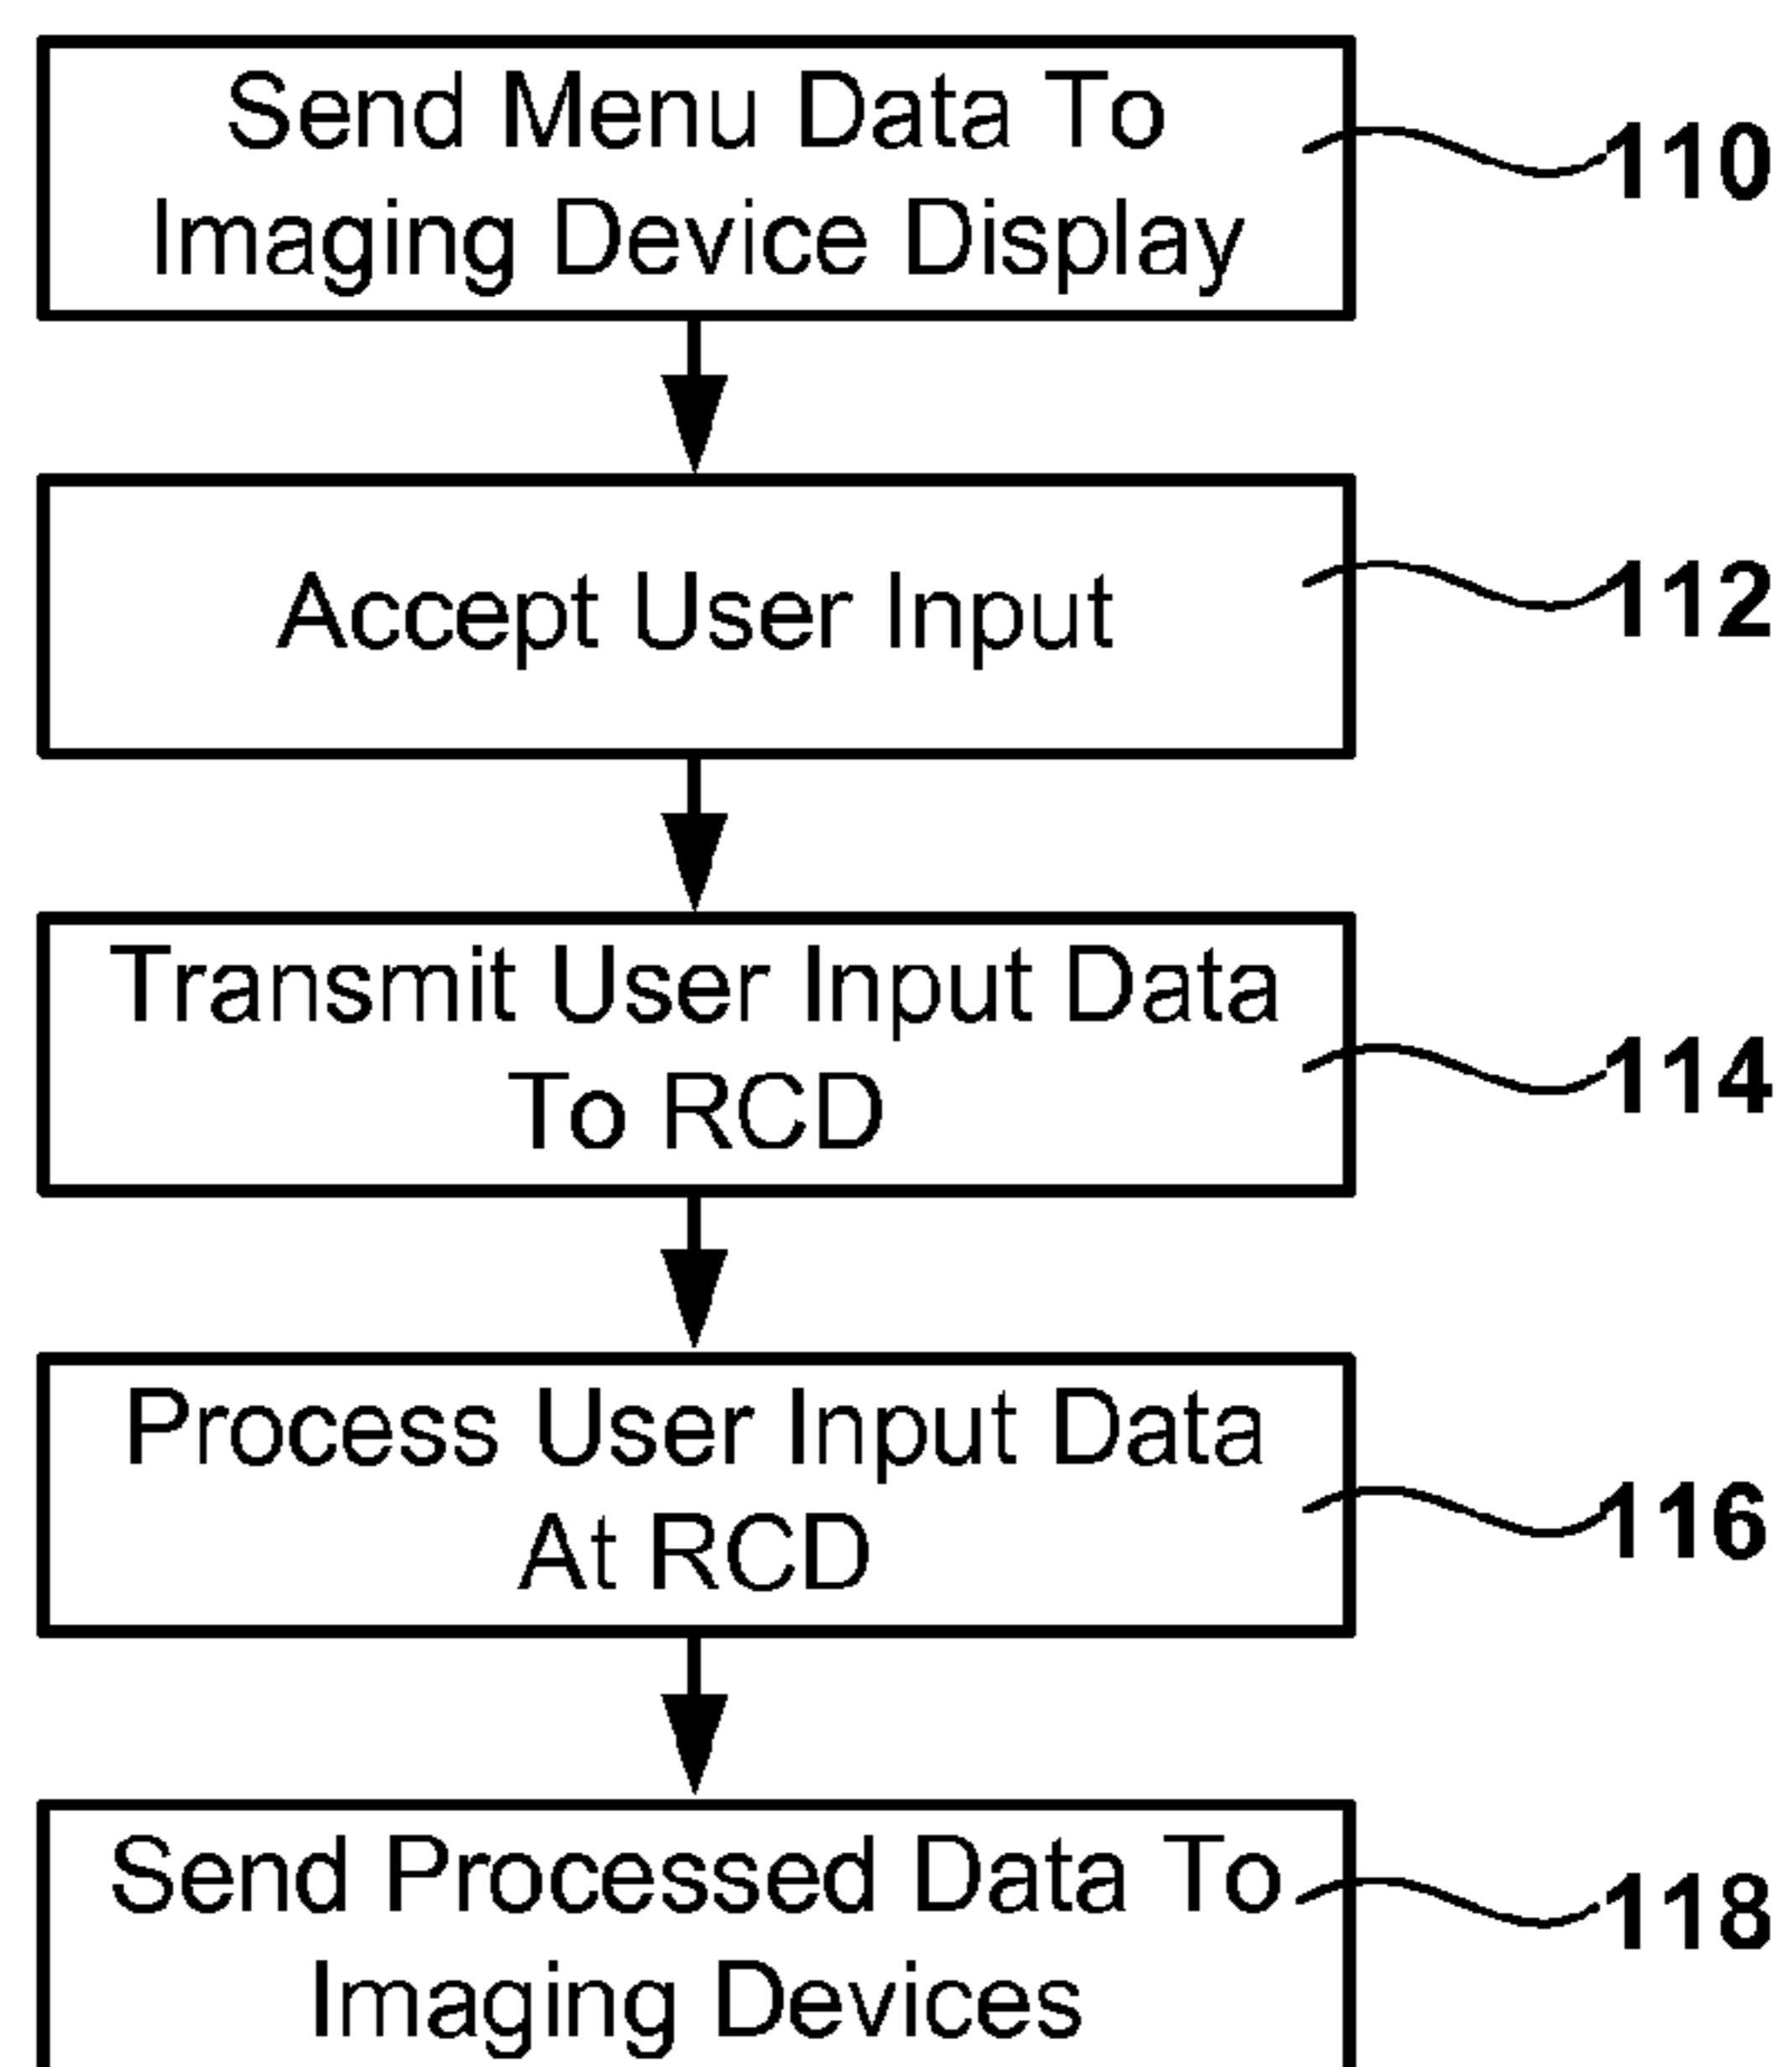 Send Menu Data To
Imaging Device Display
110
Accept User Input
112
Transmit User Input Data
To RCD
114
Process User Input Data
At RCD
116
Send Processed Data To
Imaging Devices
118